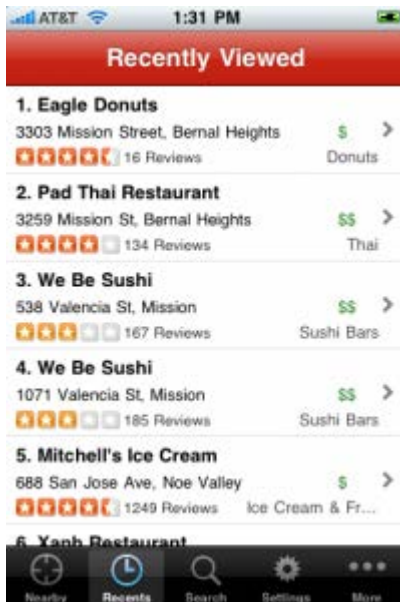 AT&T 1:31 PM
Recently Viewed
1. Eagle Donuts
3303 Mission Street, Bernal Heights $
16 Reviews Donuts
2. Pad Thai Restaurant
3259 Mission St, Bernal Heights $$
134 Reviews Thai
3. We Be Sushi
538 Valencia St, Mission $$
167 Reviews Sushi Bars
4. We Be Sushi
1071 Valencia St, Mission $$
185 Reviews Sushi Bars
5. Mitchell's Ice Cream
688 San Jose Ave, Noe Valley $
1249 Reviews Ice Cream & Fr...
6. Xanh Restaurant
Nearby Recents Search Settings More